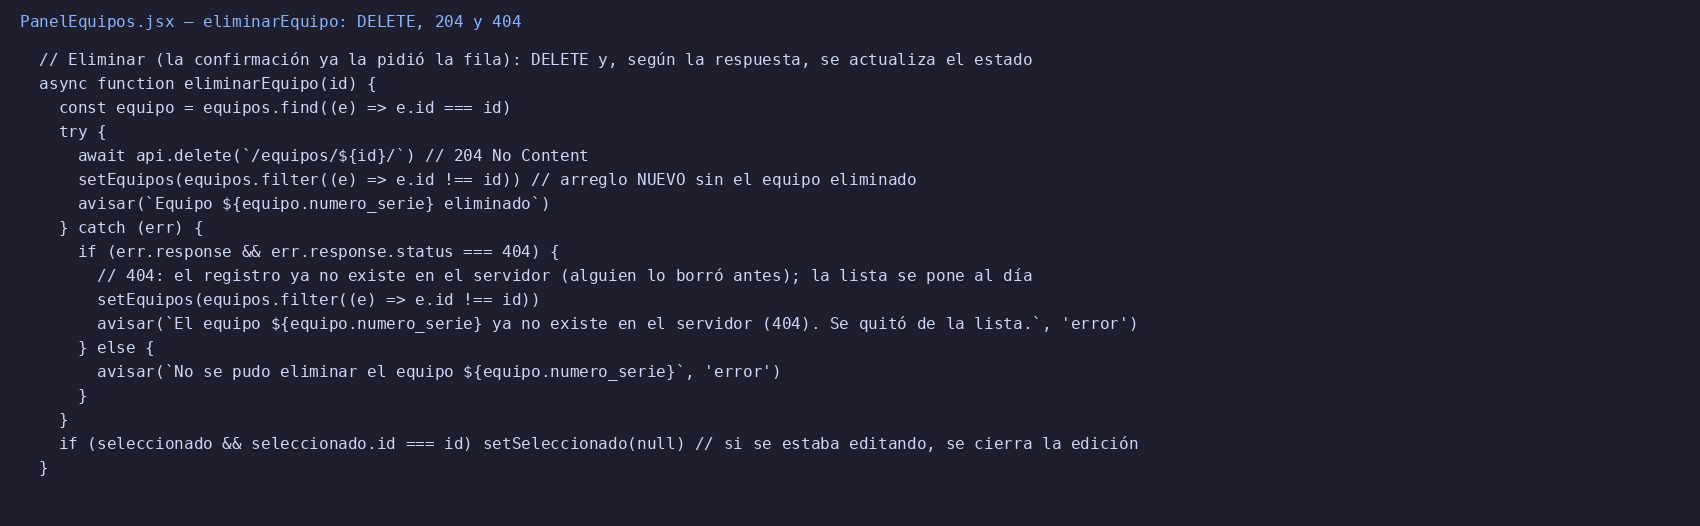 PanelEquipos.jsx — eliminarEquipo: DELETE, 204 y 404
// Eliminar (la confirmación ya la pidió la fila): DELETE y, según la respuesta, se actualiza el estado
async function eliminarEquipo(id) {
const equipo = equipos.find((e) => e.id === id)
try {
await api.delete(`/equipos/${id}/`) // 204 No Content
setEquipos(equipos.filter((e) => e.id !== id)) // arreglo NUEVO sin el equipo eliminado
avisar(`Equipo ${equipo.numero_serie} eliminado`)
} catch (err) {
if (err.response && err.response.status === 404) {
// 404: el registro ya no existe en el servidor (alguien lo borró antes); la lista se pone al día
setEquipos(equipos.filter((e) => e.id !== id))
avisar(`El equipo ${equipo.numero_serie} ya no existe en el servidor (404). Se quitó de la lista.`, 'error')
} else {
avisar(`No se pudo eliminar el equipo ${equipo.numero_serie}`, 'error')
}
}
if (seleccionado && seleccionado.id === id) setSeleccionado(null) // si se estaba editando, se cierra la edición
}